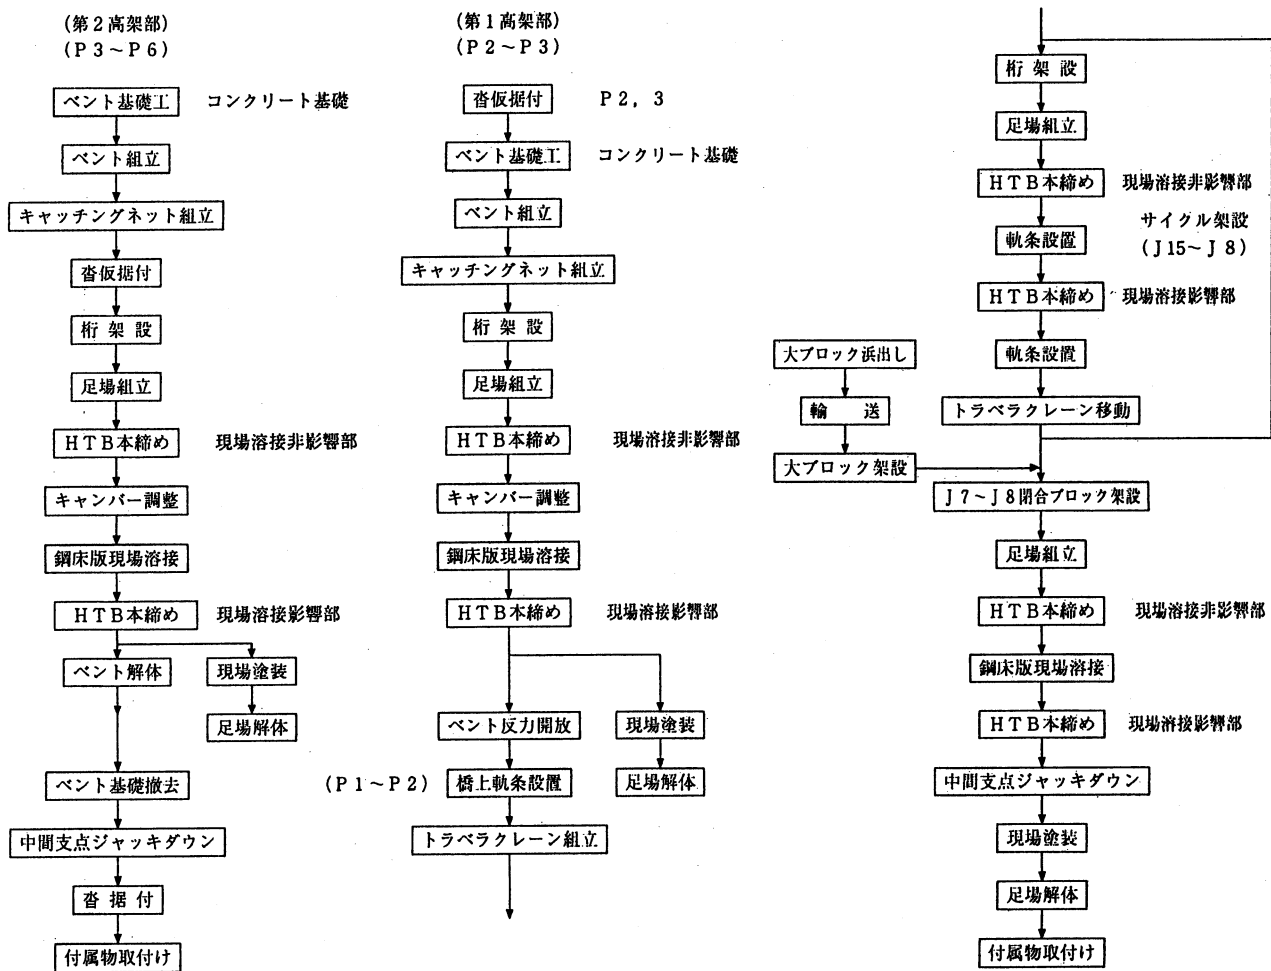 (第2高架部)
(P3~P6)
ベント基礎工 コンクリート基礎
ベント組立
キャッチングネット組立
沓仮据付
桁架設
足場組立
HTB本締め 現場溶接非影響部
キャンバー調整
鋼床版現場溶接
HTB本締め 現場溶接影響部
ベント解体 現場塗装
足場解体
ベント基礎撤去
中間支点ジャッキダウン
沓据付
付属物取付け
(第1高架部)
(P2~P3)
沓仮据付 P2, 3
ベント基礎工 コンクリート基礎
ベント組立
キャッチングネット組立
桁架設
足場組立
HTB本締め 現場溶接非影響部
キャンバー調整
鋼床版現場溶接
HTB本締め 現場溶接影響部
ベント反力開放 現場塗装
(P1~P2) 橋上軌条設置 足場解体
トラベラクレーン組立
桁架設
足場組立
HTB本締め 現場溶接非影響部
サイクル架設
軌条設置 (J15~J8)
HTB本締め 現場溶接影響部
大ブロック浜出し 軌条設置
輸送 トラベラクレーン移動
大ブロック架設
J7~J8閉合ブロック架設
足場組立
HTB本締め 現場溶接非影響部
鋼床版現場溶接
HTB本締め 現場溶接影響部
中間支点ジャッキダウン
現場塗装
足場解体
付属物取付け